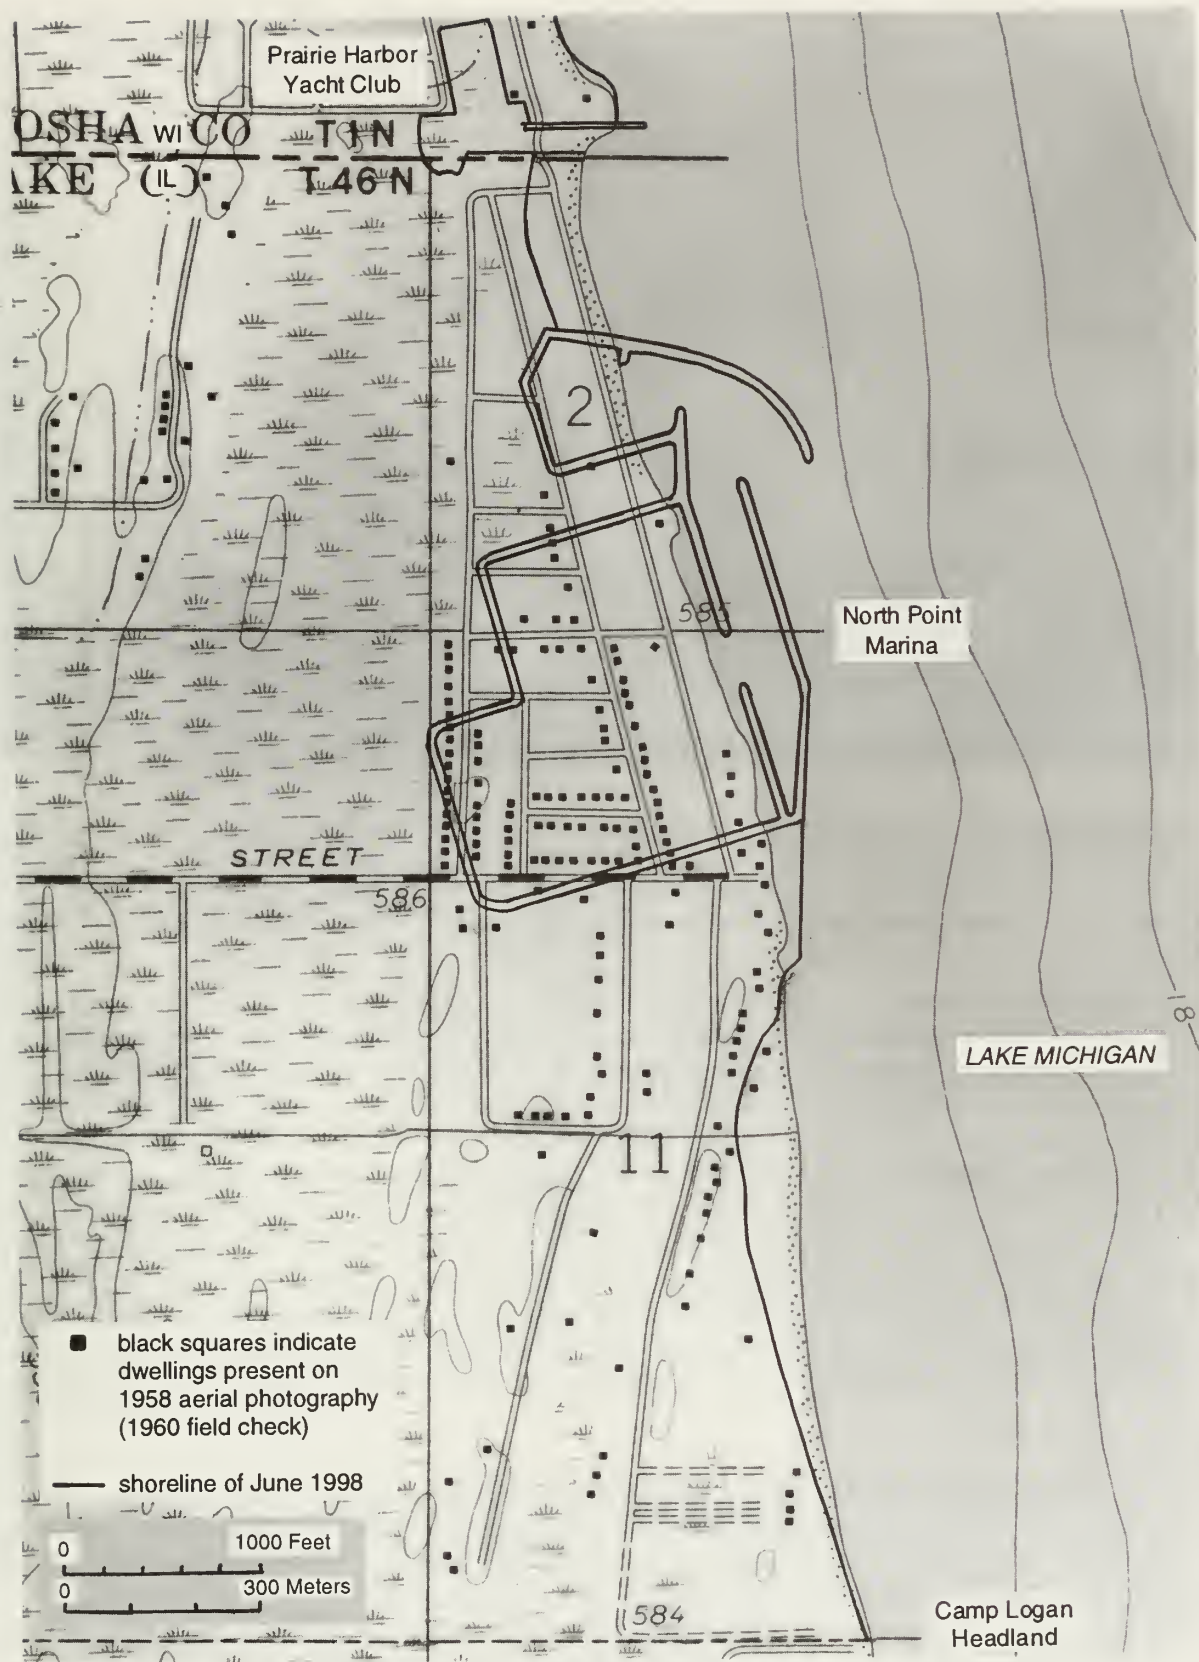 Prairie Harbor
Yacht Club
OSHA WI CO T 1 N
AKE (IL) T 46 N
2
585
North Point
Marina
STREET
586
18
LAKE MICHIGAN
11
black squares indicate
dwellings present on
1958 aerial photography
(1960 field check)
shoreline of June 1998
0 1000 Feet
0 300 Meters
584
Camp Logan
Headland